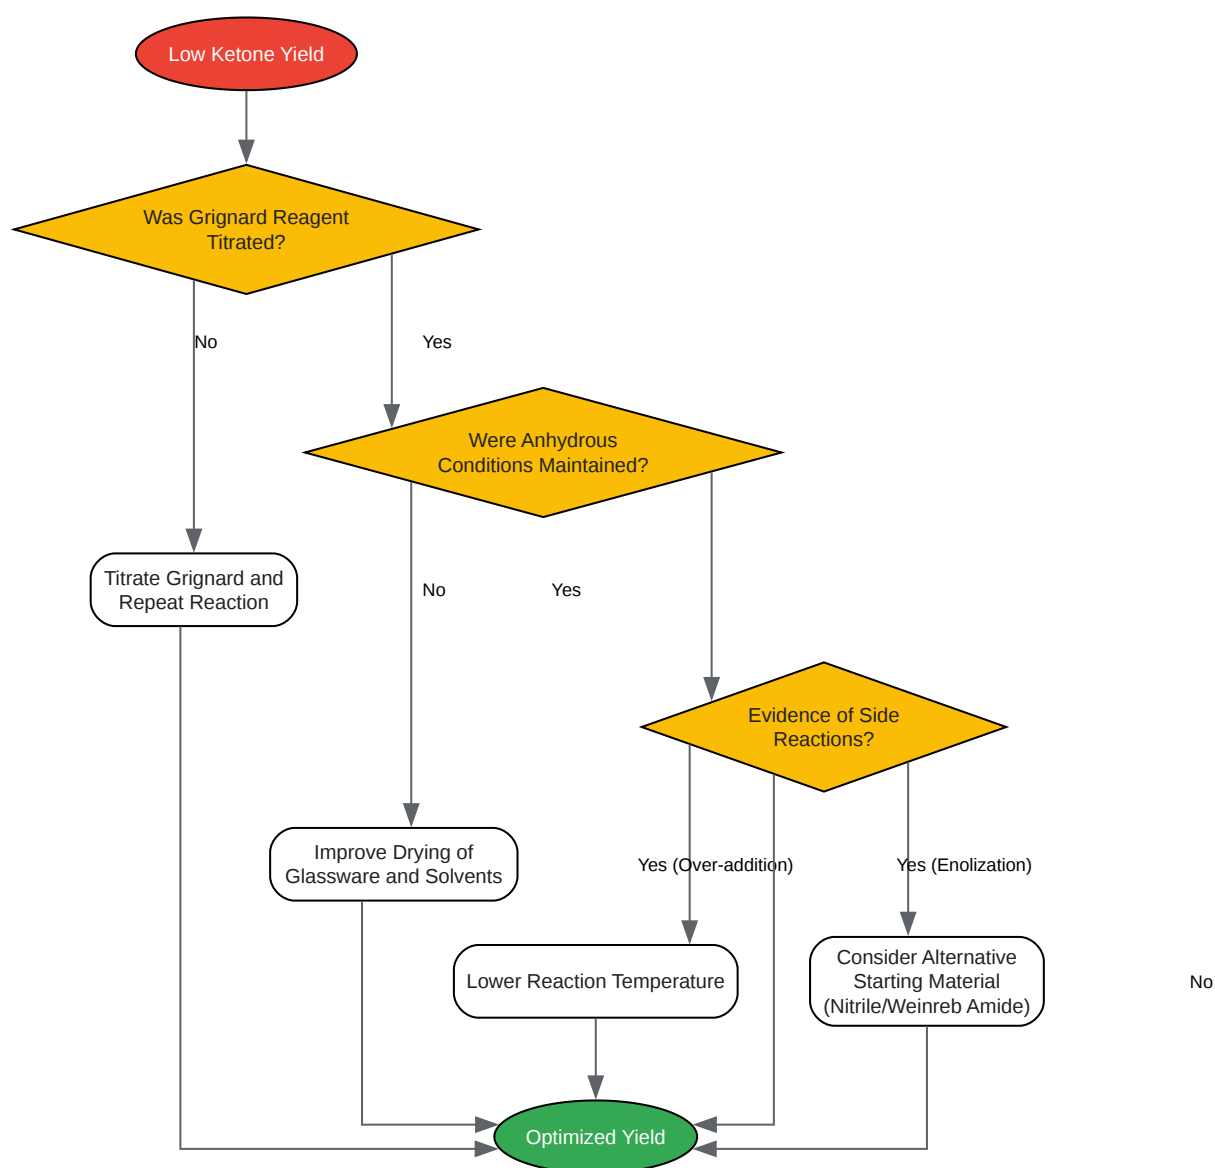 Low Ketone Yield
Was Grignard Reagent
Titrated?
No
Yes
Were Anhydrous
Conditions Maintained?
Titrate Grignard and
Repeat Reaction
No
Yes
Evidence of Side
Reactions?
Improve Drying of
Glassware and Solvents
Yes (Over-addition)
Yes (Enolization)
Lower Reaction Temperature
Consider Alternative
Starting Material
(Nitrile/Weinreb Amide)
No
Optimized Yield